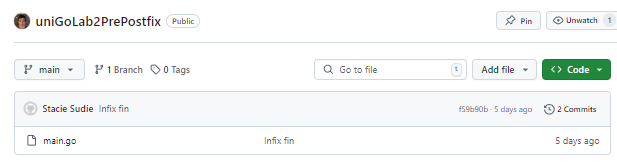 uniGoLab2PrePostfix Public Pin Unwatch 1
main 1 Branch 0 Tags Go to file t Add file Code
Stacie Sudie Infix fin f59b90b · 5 days ago 2 Commits
main.go Infix fin 5 days ago